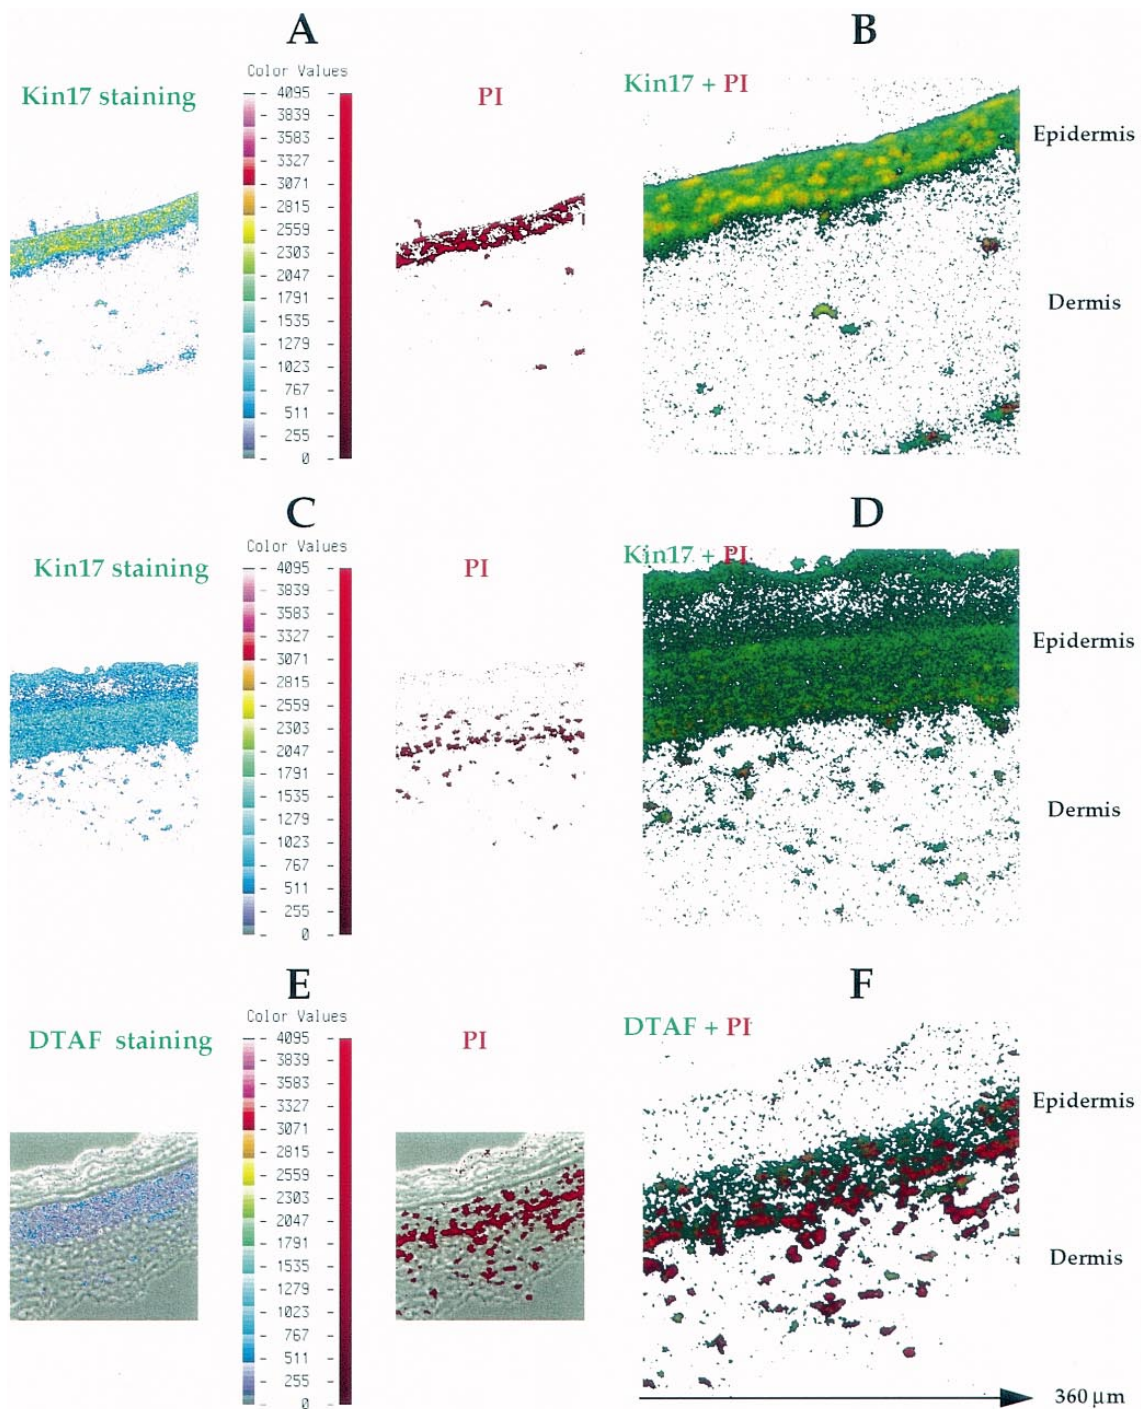 A
B
Color Values
Kin17 staining
PI
Kin17 + PI
4095
3839
3583
3327
3071
2815
2559
2303
2047
1791
1535
1279
1023
767
511
255
0
Epidermis
Dermis
C
D
Color Values
Kin17 staining
PI
Kin17 + PI
4095
3839
3583
3327
3071
2815
2559
2303
2047
1791
1535
1279
1023
767
511
255
0
Epidermis
Dermis
E
F
Color Values
DTAF staining
PI
DTAF + PI
4095
3839
3583
3327
3071
2815
2559
2303
2047
1791
1535
1279
1023
767
511
255
0
Epidermis
Dermis
360 µm